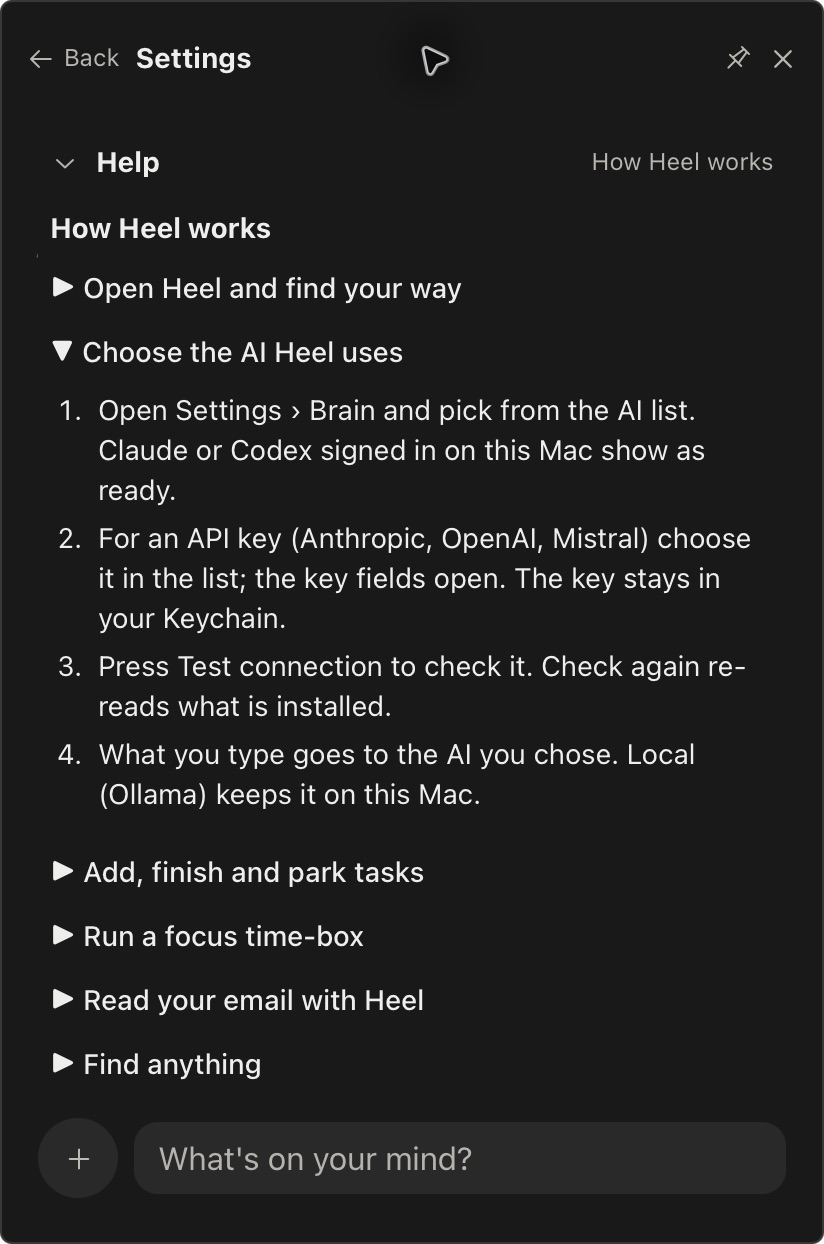 Back Settings
Help How Heel works
How Heel works
Open Heel and find your way
Choose the AI Heel uses
1. Open Settings › Brain and pick from the AI list.
Claude or Codex signed in on this Mac show as
ready.
2. For an API key (Anthropic, OpenAI, Mistral) choose
it in the list; the key fields open. The key stays in
your Keychain.
3. Press Test connection to check it. Check again re-
reads what is installed.
4. What you type goes to the AI you chose. Local
(Ollama) keeps it on this Mac.
Add, finish and park tasks
Run a focus time-box
Read your email with Heel
Find anything
What's on your mind?